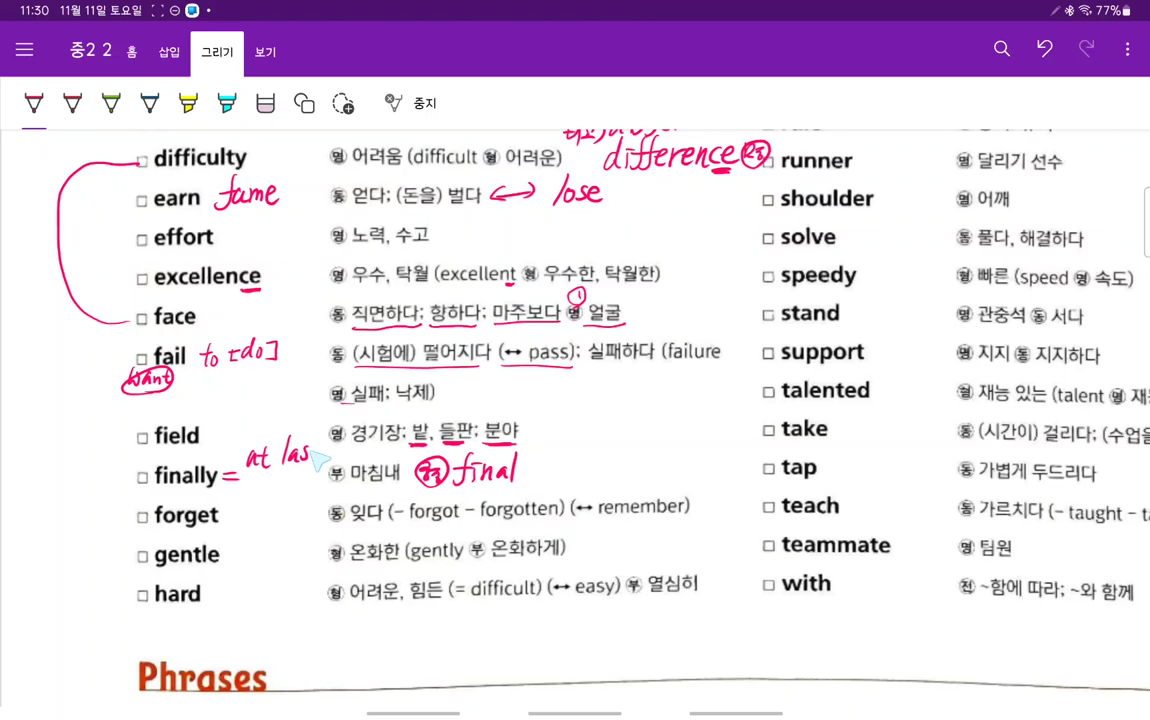 11:30 11월 11일 토요일 77%
중2 2 홈 삽입 그리기 보기
중지
difficulty 명 어려움 (difficult 형 어려운) difference
earn fame 동 얻다; (돈을) 벌다 ↔ lose
effort 명 노력, 수고
excellence 명 우수, 탁월 (excellent 형 우수한, 탁월한)
face 동 직면하다; 향하다; 마주보다 명 얼굴 1
fail to [do] 동 (시험에) 떨어지다 (↔ pass); 실패하다 (failure
want 명 실패; 낙제)
field 명 경기장; 밭, 들판; 분야
finally = at las 부 마침내 final
forget 동 잊다 (- forgot - forgotten) (↔ remember)
gentle 형 온화한 (gently 부 온화하게)
hard 형 어려운, 힘든 (= difficult) (↔ easy) 부 열심히
runner 명 달리기 선수
shoulder 명 어깨
solve 동 풀다, 해결하다
speedy 형 빠른 (speed 명 속도)
stand 명 관중석 동 서다
support 명 지지 동 지지하다
talented 형 재능 있는 (talent 명 재
take 동 (시간이) 걸리다; (수업을
tap 동 가볍게 두드리다
teach 동 가르치다 (- taught - ta
teammate 명 팀원
with 전 ~함에 따라; ~와 함께
Phrases